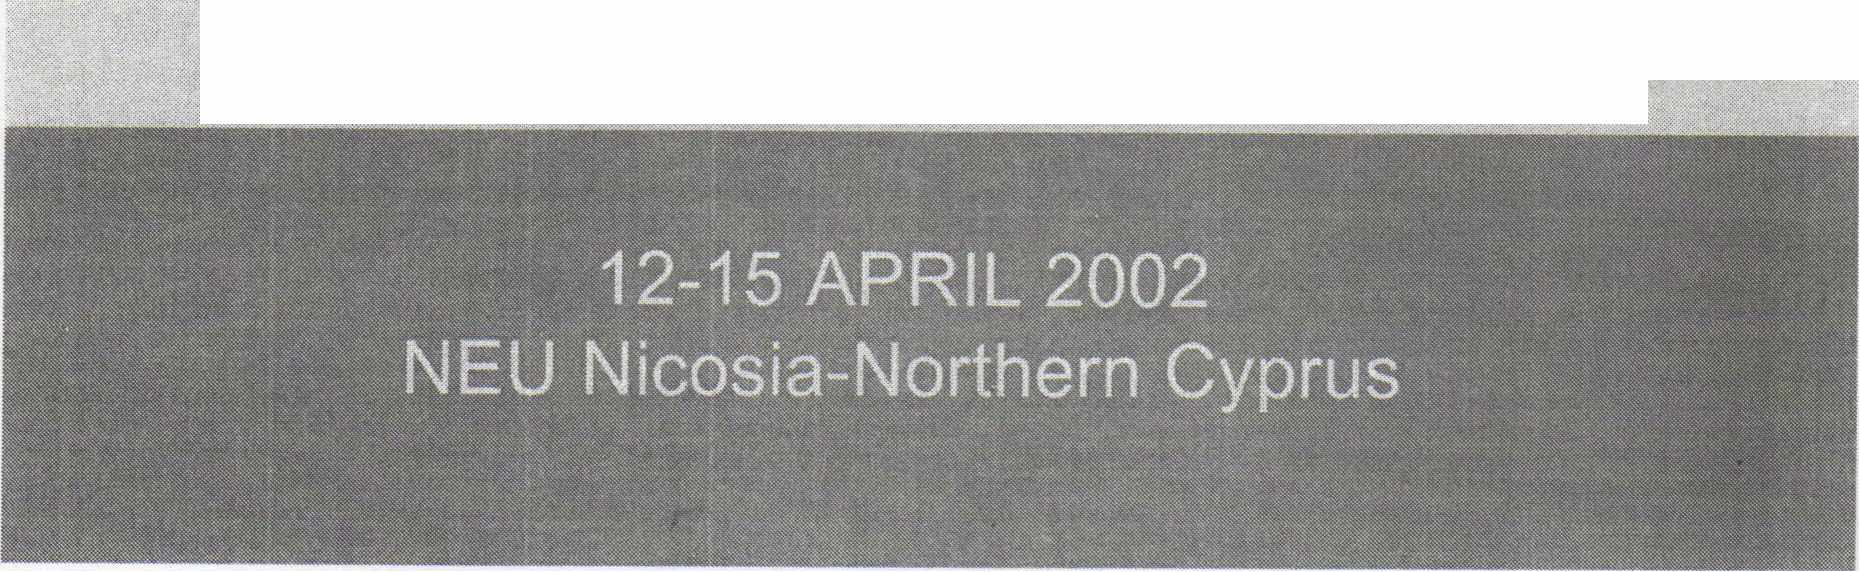 12-15 APRIL 2002
NEU Nicosia-Northern Cyprus